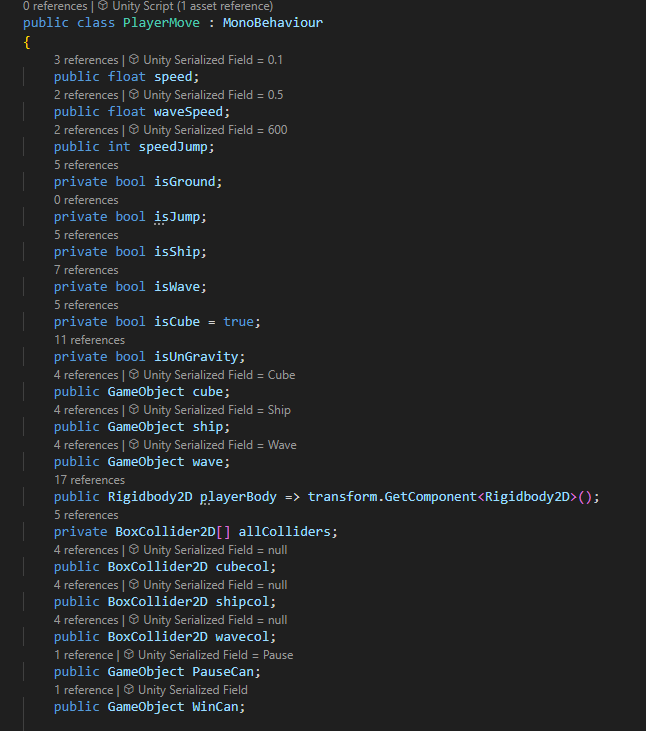 0 references | Unity Script (1 asset reference)
public class PlayerMove : MonoBehaviour
{
3 references | Unity Serialized Field = 0.1
public float speed;
2 references | Unity Serialized Field = 0.5
public float waveSpeed;
2 references | Unity Serialized Field = 600
public int speedJump;
5 references
private bool isGround;
0 references
private bool isJump;
5 references
private bool isShip;
7 references
private bool isWave;
5 references
private bool isCube = true;
11 references
private bool isUnGravity;
4 references | Unity Serialized Field = Cube
public GameObject cube;
4 references | Unity Serialized Field = Ship
public GameObject ship;
4 references | Unity Serialized Field = Wave
public GameObject wave;
17 references
public Rigidbody2D playerBody => transform.GetComponent<Rigidbody2D>();
5 references
private BoxCollider2D[] allColliders;
4 references | Unity Serialized Field = null
public BoxCollider2D cubecol;
4 references | Unity Serialized Field = null
public BoxCollider2D shipcol;
4 references | Unity Serialized Field = null
public BoxCollider2D wavecol;
1 reference | Unity Serialized Field = Pause
public GameObject PauseCan;
1 reference | Unity Serialized Field
public GameObject WinCan;